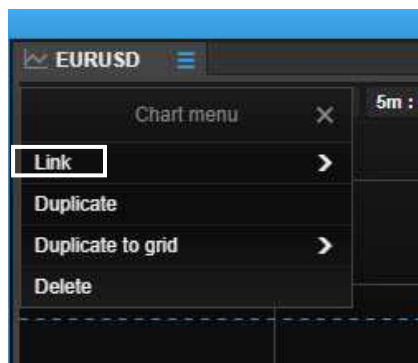 EURUSD
Chart menu
5m :
Link
Duplicate
Duplicate to grid
Delete